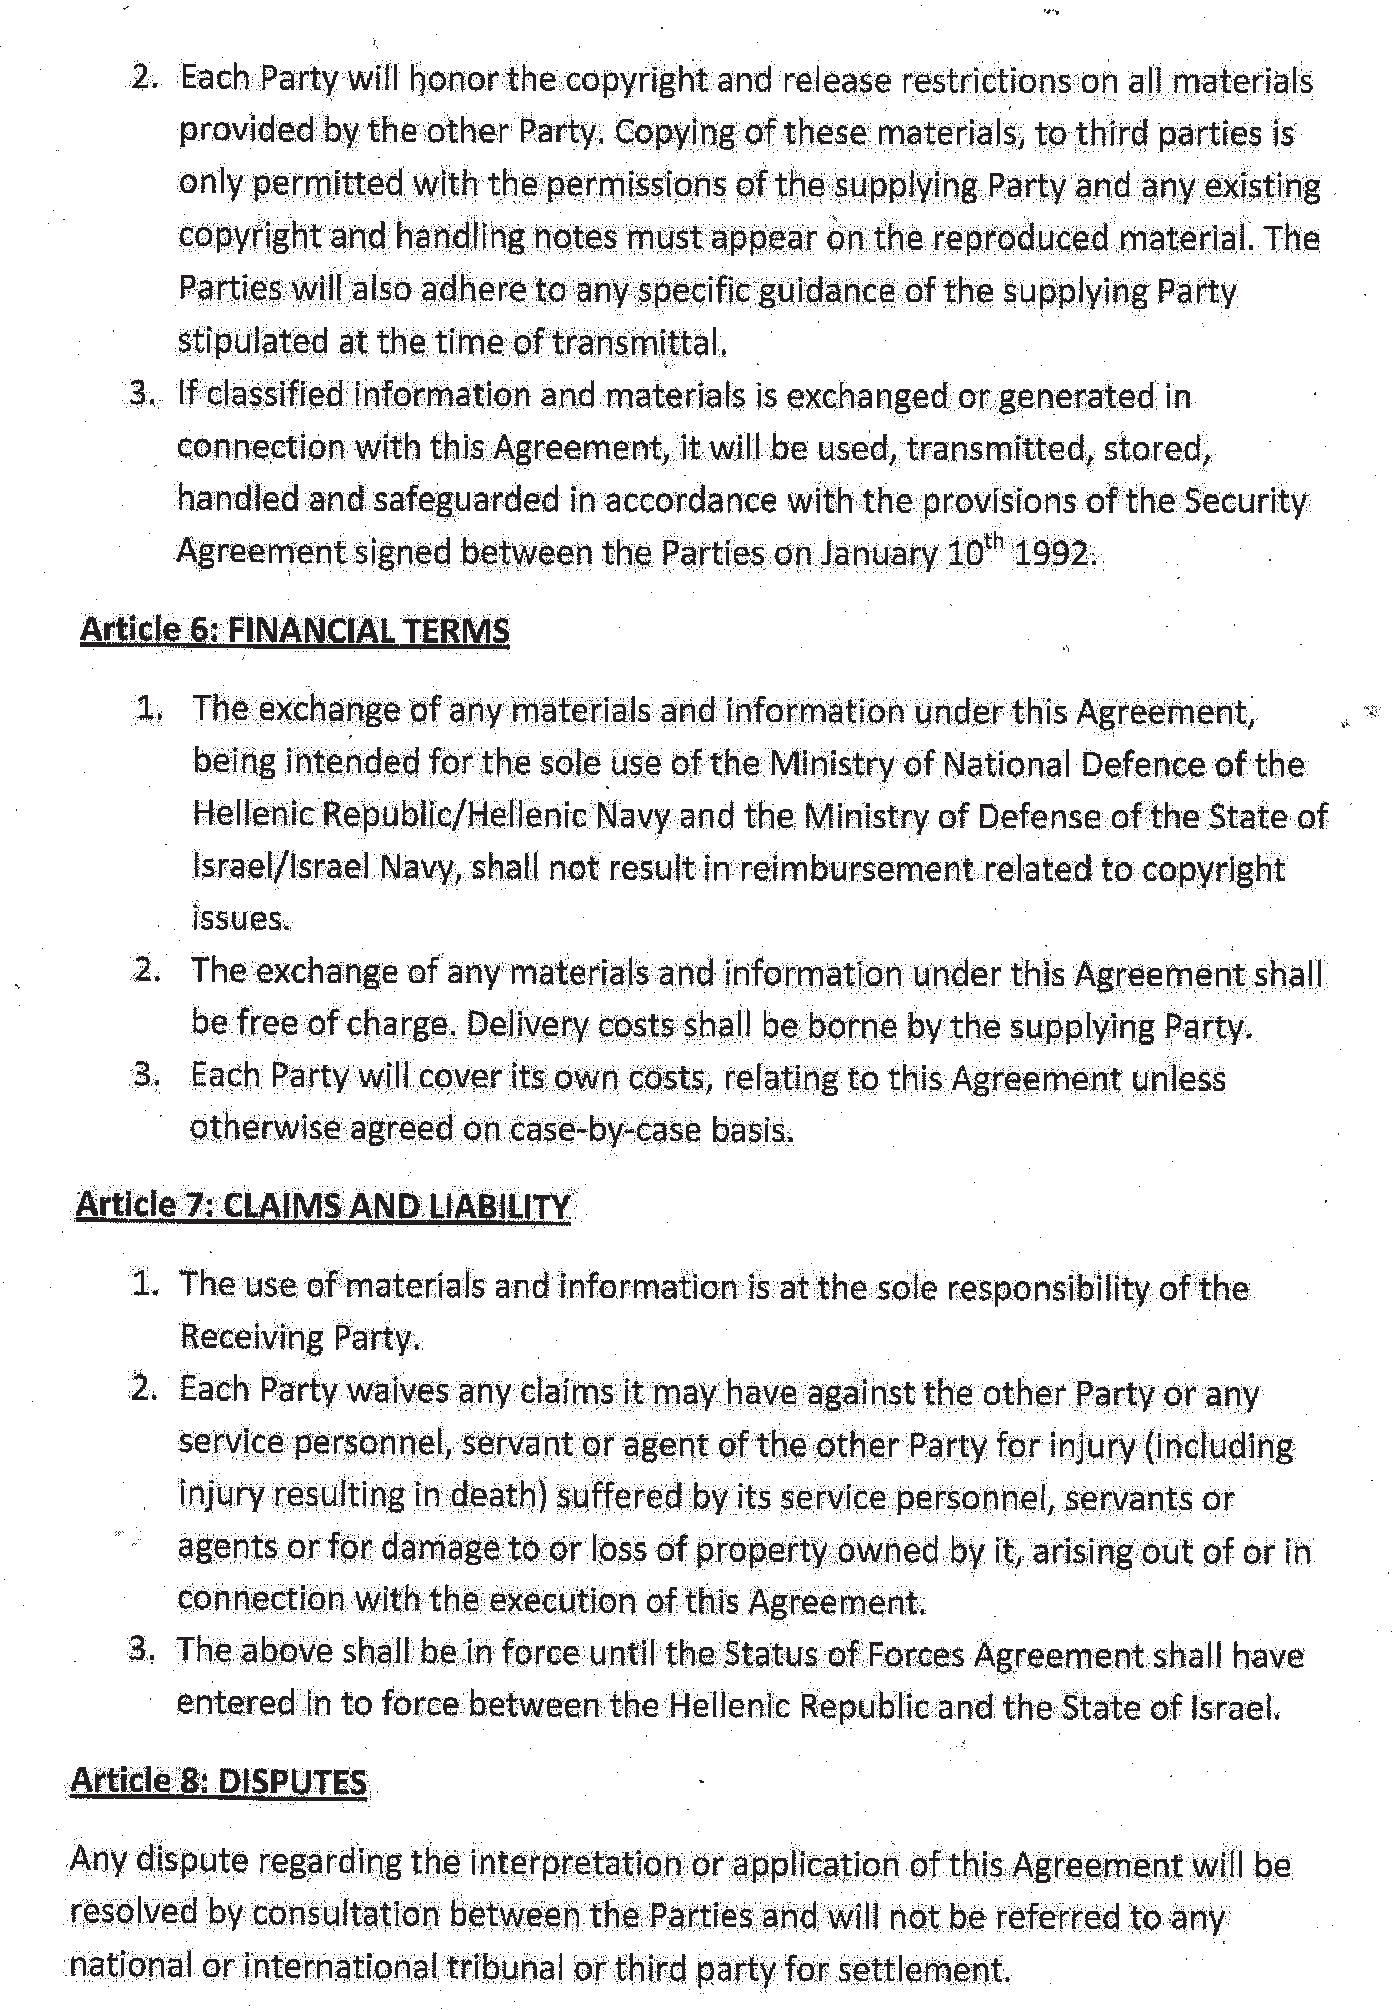 2. Each Party will honor the copyright and release restrictions on all materials
provided by the other Party. Copying of these materials, to third parties is
only permitted with the permissions of the supplying Party and any existing
copyright and handling notes must appear on the reproduced material. The
Parties will also adhere to any specific guidance of the supplying Party
stipulated at the time of transmittal.
3. If classified information and materials is exchanged or generated in
connection with this Agreement, it will be used, transmitted, stored,
handled and safeguarded in accordance with the provisions of the Security
Agreement signed between the Parties on January 10th 1992.
Article 6: FINANCIAL TERMS
1. The exchange of any materials and information under this Agreement,
being intended for the sole use of the Ministry of National Defence of the
Hellenic Republic/Hellenic Navy and the Ministry of Defense of the State of
Israel/Israel Navy, shall not result in reimbursement related to copyright
issues.
2. The exchange of any materials and information under this Agreement shall
be free of charge. Delivery costs shall be borne by the supplying Party.
3. Each Party will cover its own costs, relating to this Agreement unless
otherwise agreed on case-by-case basis.
Article 7: CLAIMS AND LIABILITY
1. The use of materials and information is at the sole responsibility of the
Receiving Party.
2. Each Party waives any claims it may have against the other Party or any
service personnel, servant or agent of the other Party for injury (including
injury resulting in death) suffered by its service personnel, servants or
agents or for damage to or loss of property owned by it, arising out of or in
connection with the execution of this Agreement.
3. The above shall be in force until the Status of Forces Agreement shall have
entered in to force between the Hellenic Republic and the State of Israel.
Article 8: DISPUTES
Any dispute regarding the interpretation or application of this Agreement will be
resolved by consultation between the Parties and will not be referred to any
national or international tribunal or third party for settlement.